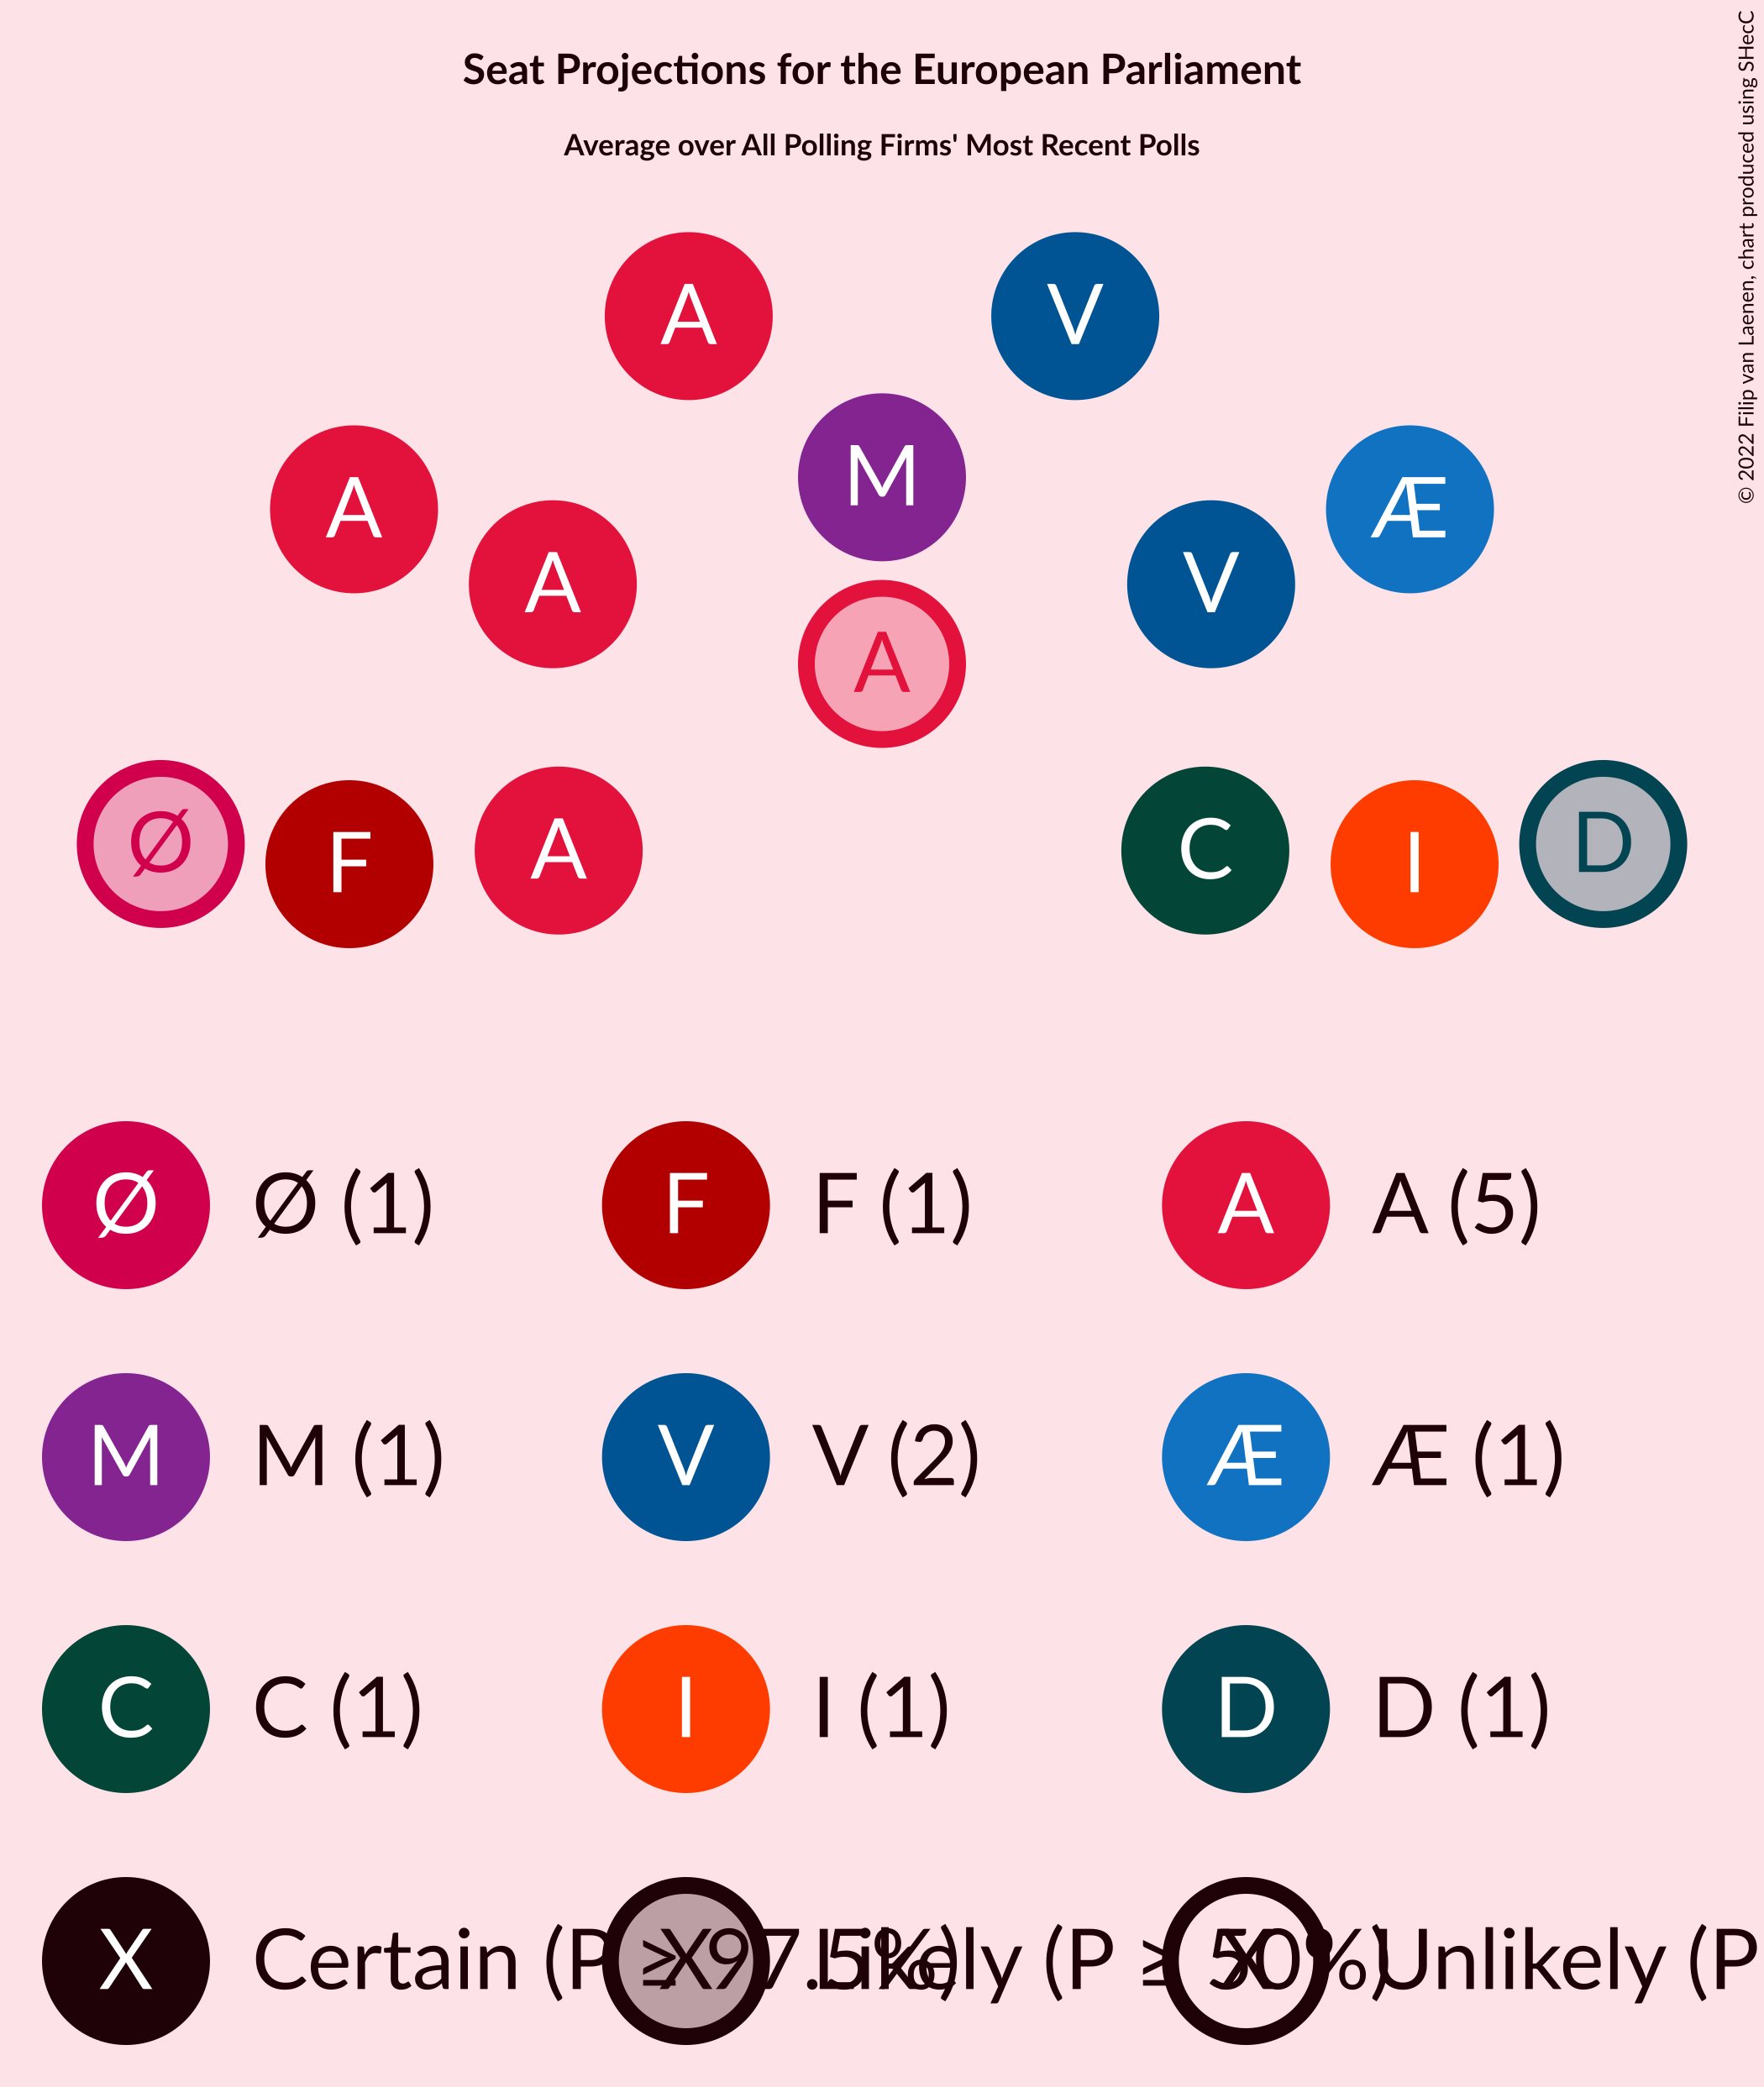 Seat Projections for the European Parliament
Average over All Polling Firms' Most Recent Polls
© 2022 Filip van Laenen, chart produced using SHecC
A V
M
A Æ
A V
A
Ø F A C I D
Ø Ø (1) F F (1) A A (5)
M M (1) V V (2) Æ Æ (1)
C C (1) I I (1) D D (1)
X Certain (P ≥ 97.5%) X Likely (P ≥ 50%) X Unlikely (P